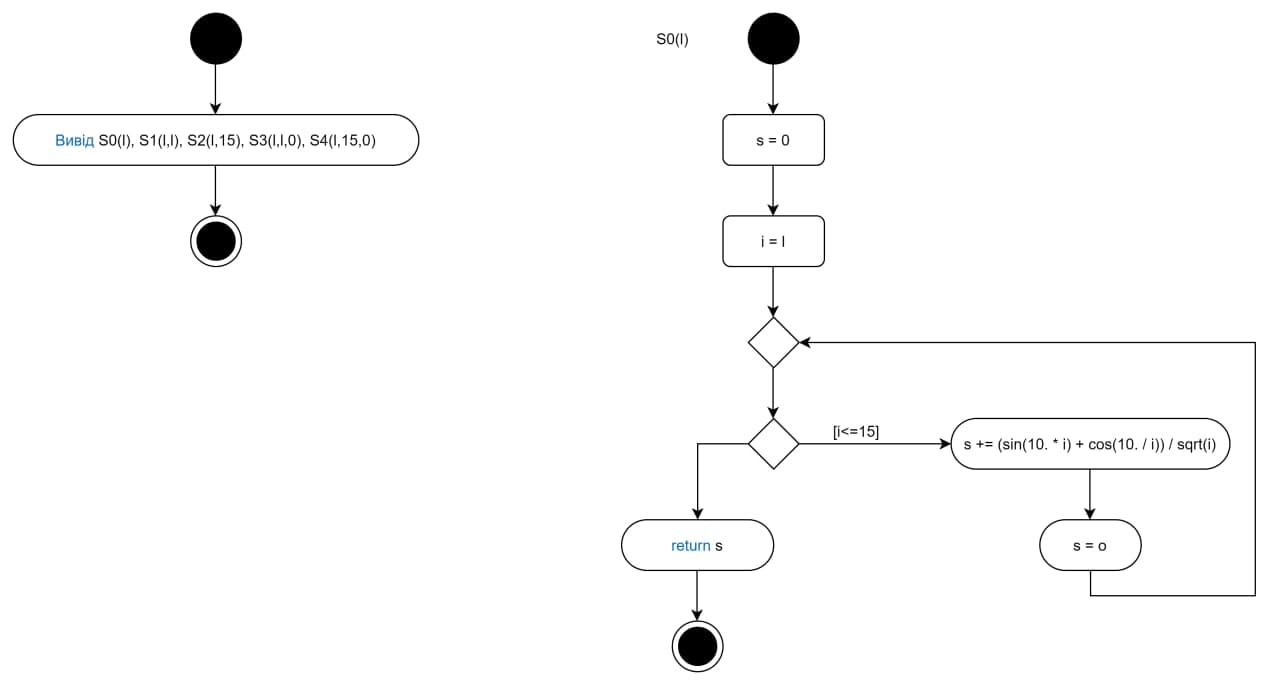 S0(l)
Вивід S0(l), S1(l,l), S2(l,15), S3(l,l,0), S4(l,15,0)
s = 0
i = l
[i<=15]
s += (sin(10. * i) + cos(10. / i)) / sqrt(i)
return s
s = o